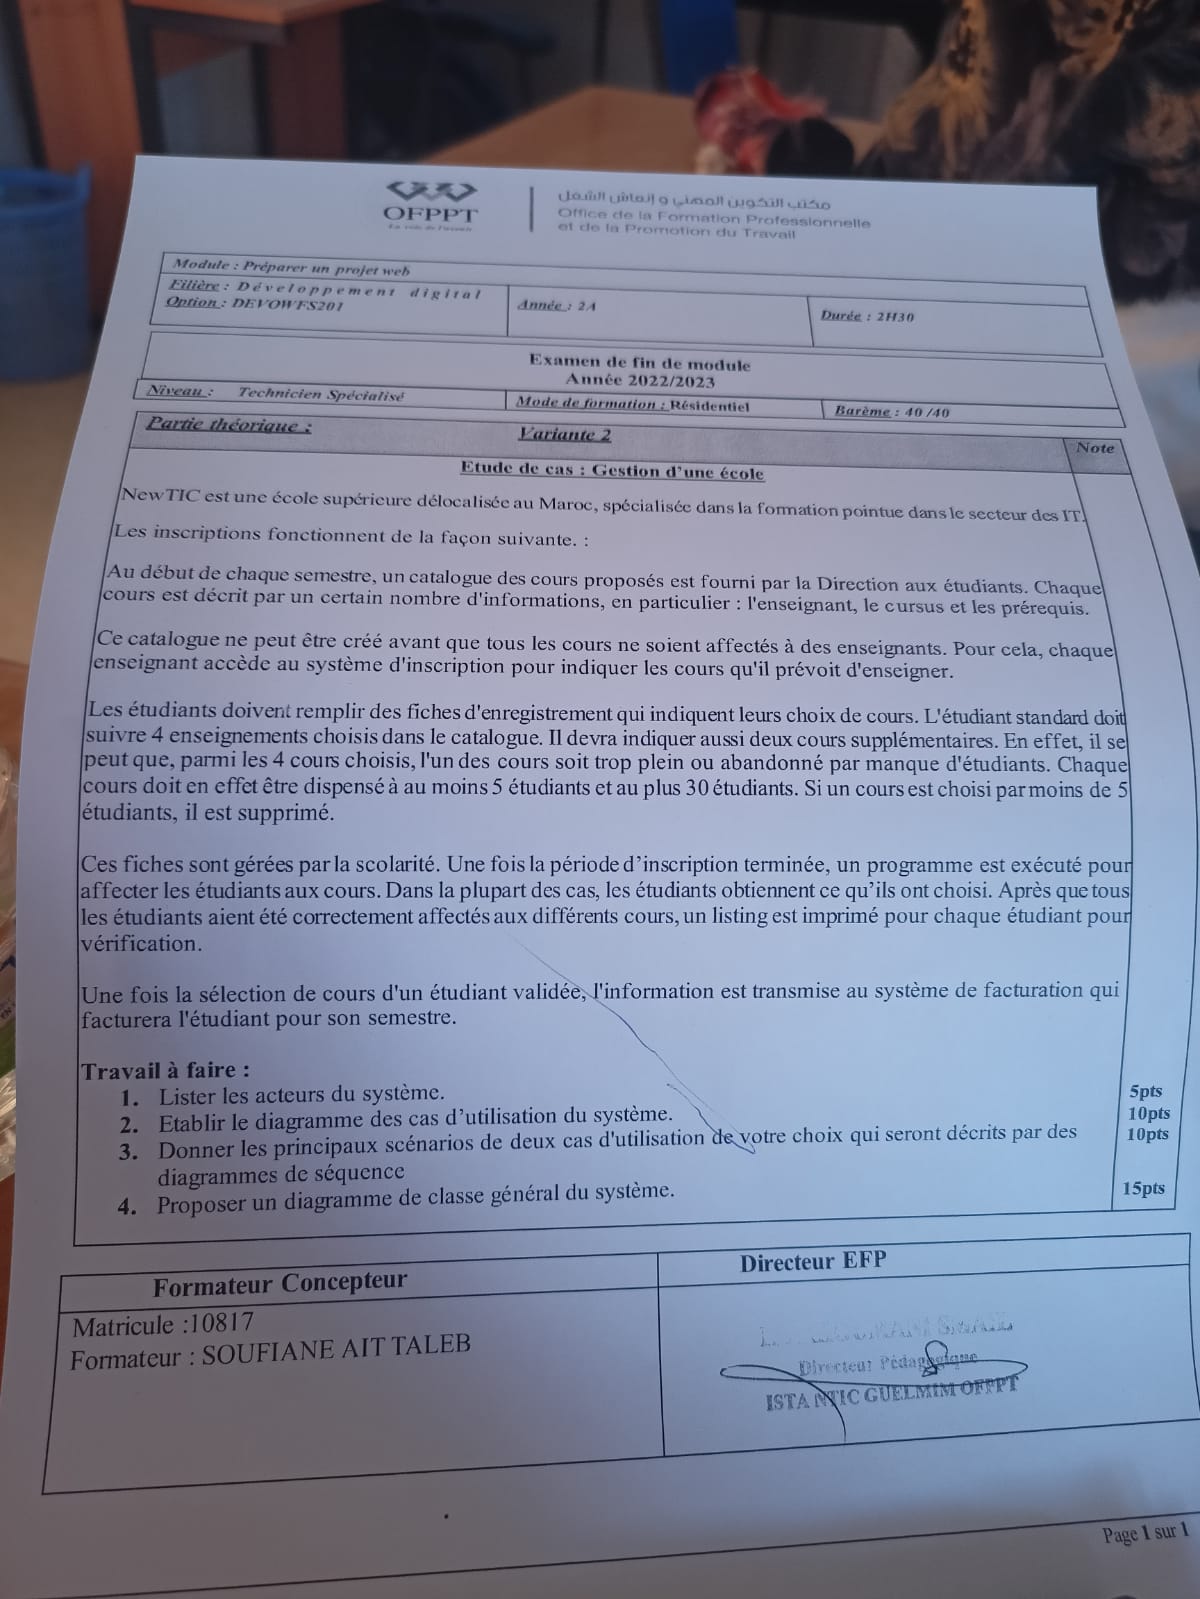 OFPPT
La voie de l'avenir
مكتب التكوين المهني و إنعاش الشغل
Office de la Formation Professionnelle
et de la Promotion du Travail
Module : Préparer un projet web
Filière : Développement digital
Option : DEVOWFS201
Année : 2A
Durée : 2H30
Examen de fin de module
Année 2022/2023
Niveau : Technicien Spécialisé
Mode de formation : Résidentiel
Barème : 40 /40
Partie théorique :
Variante 2
Note
Etude de cas : Gestion d'une école
NewTIC est une école supérieure délocalisée au Maroc, spécialisée dans la formation pointue dans le secteur des IT.
Les inscriptions fonctionnent de la façon suivante. :
Au début de chaque semestre, un catalogue des cours proposés est fourni par la Direction aux étudiants. Chaque
cours est décrit par un certain nombre d'informations, en particulier : l'enseignant, le cursus et les prérequis.
Ce catalogue ne peut être créé avant que tous les cours ne soient affectés à des enseignants. Pour cela, chaque
enseignant accède au système d'inscription pour indiquer les cours qu'il prévoit d'enseigner.
Les étudiants doivent remplir des fiches d'enregistrement qui indiquent leurs choix de cours. L'étudiant standard doit
suivre 4 enseignements choisis dans le catalogue. Il devra indiquer aussi deux cours supplémentaires. En effet, il se
peut que, parmi les 4 cours choisis, l'un des cours soit trop plein ou abandonné par manque d'étudiants. Chaque
cours doit en effet être dispensé à au moins 5 étudiants et au plus 30 étudiants. Si un cours est choisi par moins de 5
étudiants, il est supprimé.
Ces fiches sont gérées par la scolarité. Une fois la période d'inscription terminée, un programme est exécuté pour
affecter les étudiants aux cours. Dans la plupart des cas, les étudiants obtiennent ce qu'ils ont choisi. Après que tous
les étudiants aient été correctement affectés aux différents cours, un listing est imprimé pour chaque étudiant pour
vérification.
Une fois la sélection de cours d'un étudiant validée, l'information est transmise au système de facturation qui
facturera l'étudiant pour son semestre.
Travail à faire :
1. Lister les acteurs du système. 5pts
2. Etablir le diagramme des cas d'utilisation du système. 10pts
3. Donner les principaux scénarios de deux cas d'utilisation de votre choix qui seront décrits par des 10pts
diagrammes de séquence
4. Proposer un diagramme de classe général du système. 15pts
Formateur Concepteur
Directeur EFP
Matricule :10817
Formateur : SOUFIANE AIT TALEB
Directeur Pédagogique
ISTA NTIC GUELMIM OFPPT
Page 1 sur 1